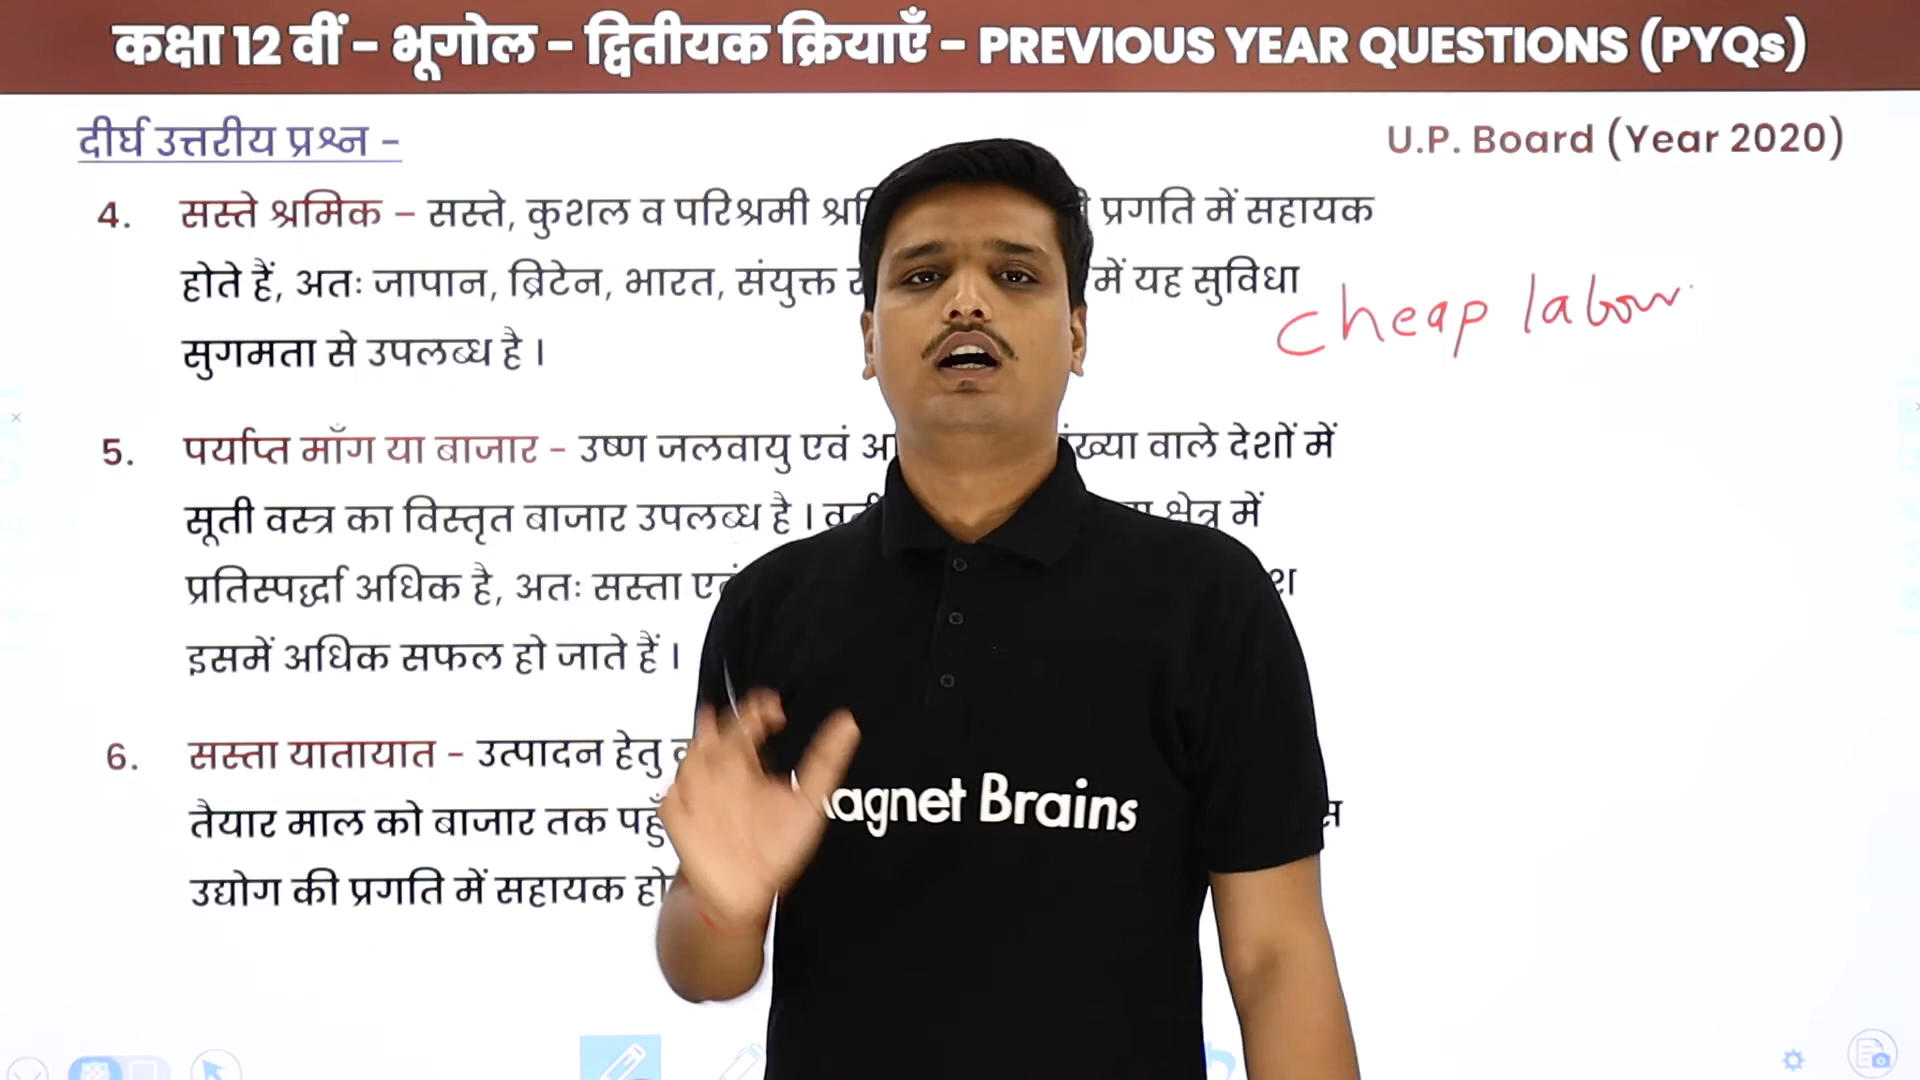 कक्षा 12 वीं – भूगोल – द्वितीयक क्रियाएँ – PREVIOUS YEAR QUESTIONS (PYQs)
दीर्घ उत्तरीय प्रश्न –
U.P. Board (Year 2020)
4. सस्ते श्रमिक – सस्ते, कुशल व परिश्रमी प्रगति में सहायक
होते हैं, अतः जापान, ब्रिटेन, भारत, संयुक्त में यह सुविधा
सुगमता से उपलब्ध है ।
cheap labour
5. पर्याप्त माँग या बाजार – उष्ण जलवायु एवं वाले देशों में
सूती वस्त्र का विस्तृत बाजार उपलब्ध है । क्षेत्र में
प्रतिस्पर्द्धा अधिक है, अतः सस्ता
इसमें अधिक सफल हो जाते हैं ।
6. सस्ता यातायात – उत्पादन हेतु
तैयार माल को बाजार तक
उद्योग की प्रगति में सहायक
agnet Brains